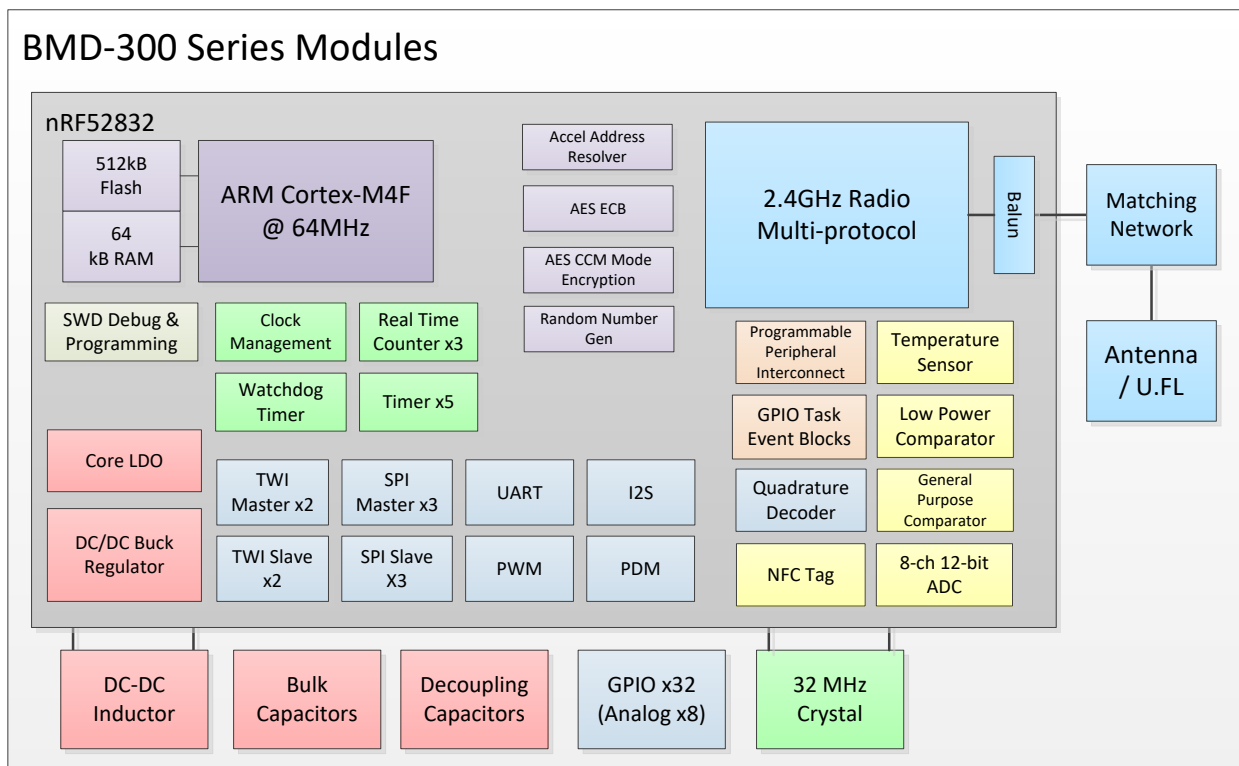 BMD-300 Series Modules
nRF52832
512kB
Flash
64
kB RAM
ARM Cortex-M4F
@ 64MHz
Accel Address
Resolver
AES ECB
AES CCM Mode
Encryption
Random Number
Gen
2.4GHz Radio
Multi-protocol
Balun
Matching
Network
Antenna
/ U.FL
SWD Debug &
Programming
Clock
Management
Real Time
Counter x3
Watchdog
Timer
Timer x5
Programmable
Peripheral
Interconnect
Temperature
Sensor
GPIO Task
Event Blocks
Low Power
Comparator
Core LDO
DC/DC Buck
Regulator
TWI
Master x2
SPI
Master x3
UART
I2S
TWI Slave
x2
SPI Slave
X3
PWM
PDM
Quadrature
Decoder
General
Purpose
Comparator
NFC Tag
8-ch 12-bit
ADC
DC-DC
Inductor
Bulk
Capacitors
Decoupling
Capacitors
GPIO x32
(Analog x8)
32 MHz
Crystal